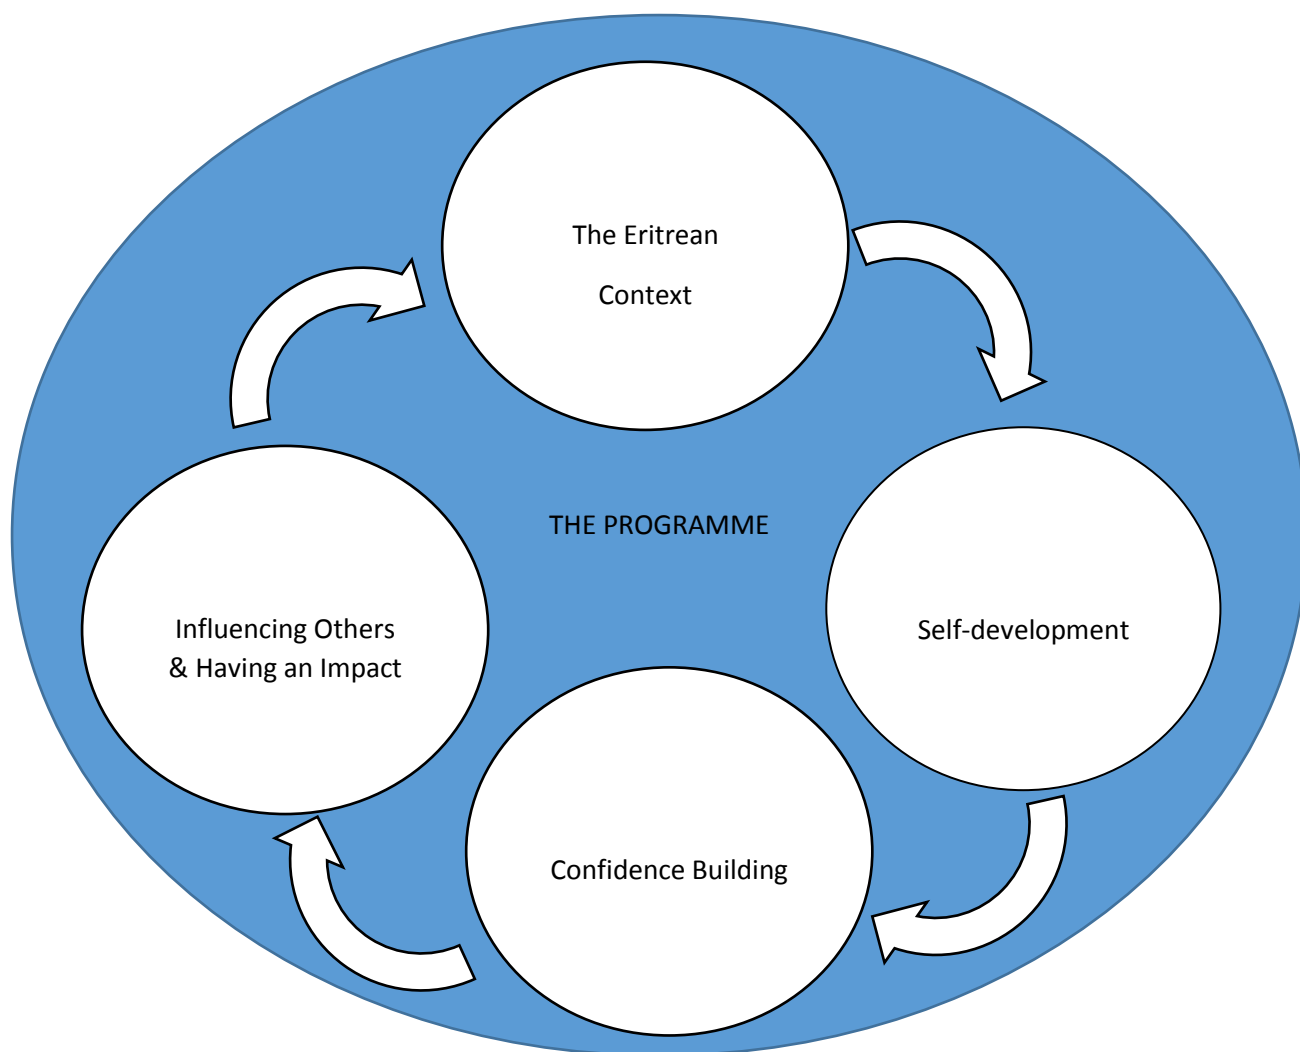 The Eritrean
Context
THE PROGRAMME
Influencing Others
& Having an Impact
Self-development
Confidence Building